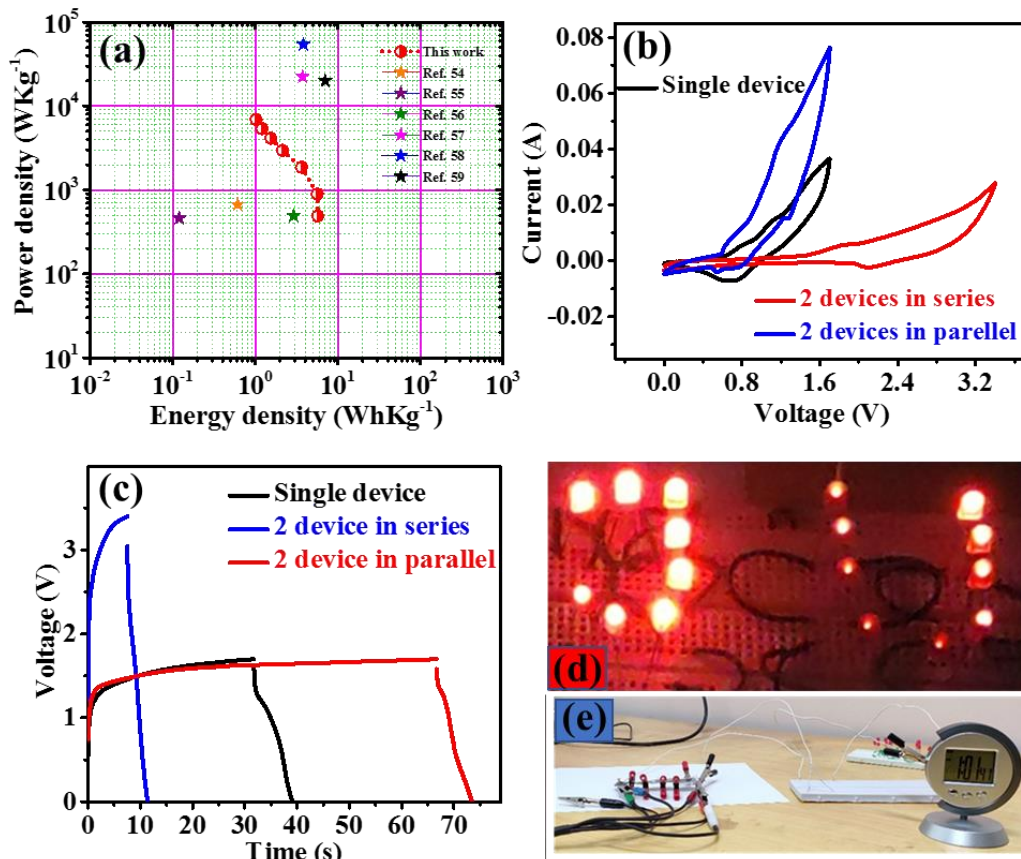 (a)
Power density (WKg⁻¹)
10⁵
10⁴
10³
10²
10¹
10⁻²
10⁻¹
10⁰
10¹
10²
10³
Energy density (WhKg⁻¹)
This work
Ref. 54
Ref. 55
Ref. 56
Ref. 57
Ref. 58
Ref. 59
(b)
Current (A)
0.08
0.06
0.04
0.02
0.00
-0.02
0.0
0.8
1.6
2.4
3.2
Voltage (V)
Single device
2 devices in series
2 devices in parellel
(c)
Voltage (V)
3
2
1
0
0
10
20
30
40
50
60
70
Time (s)
Single device
2 device in series
2 device in parallel
(d)
(e)